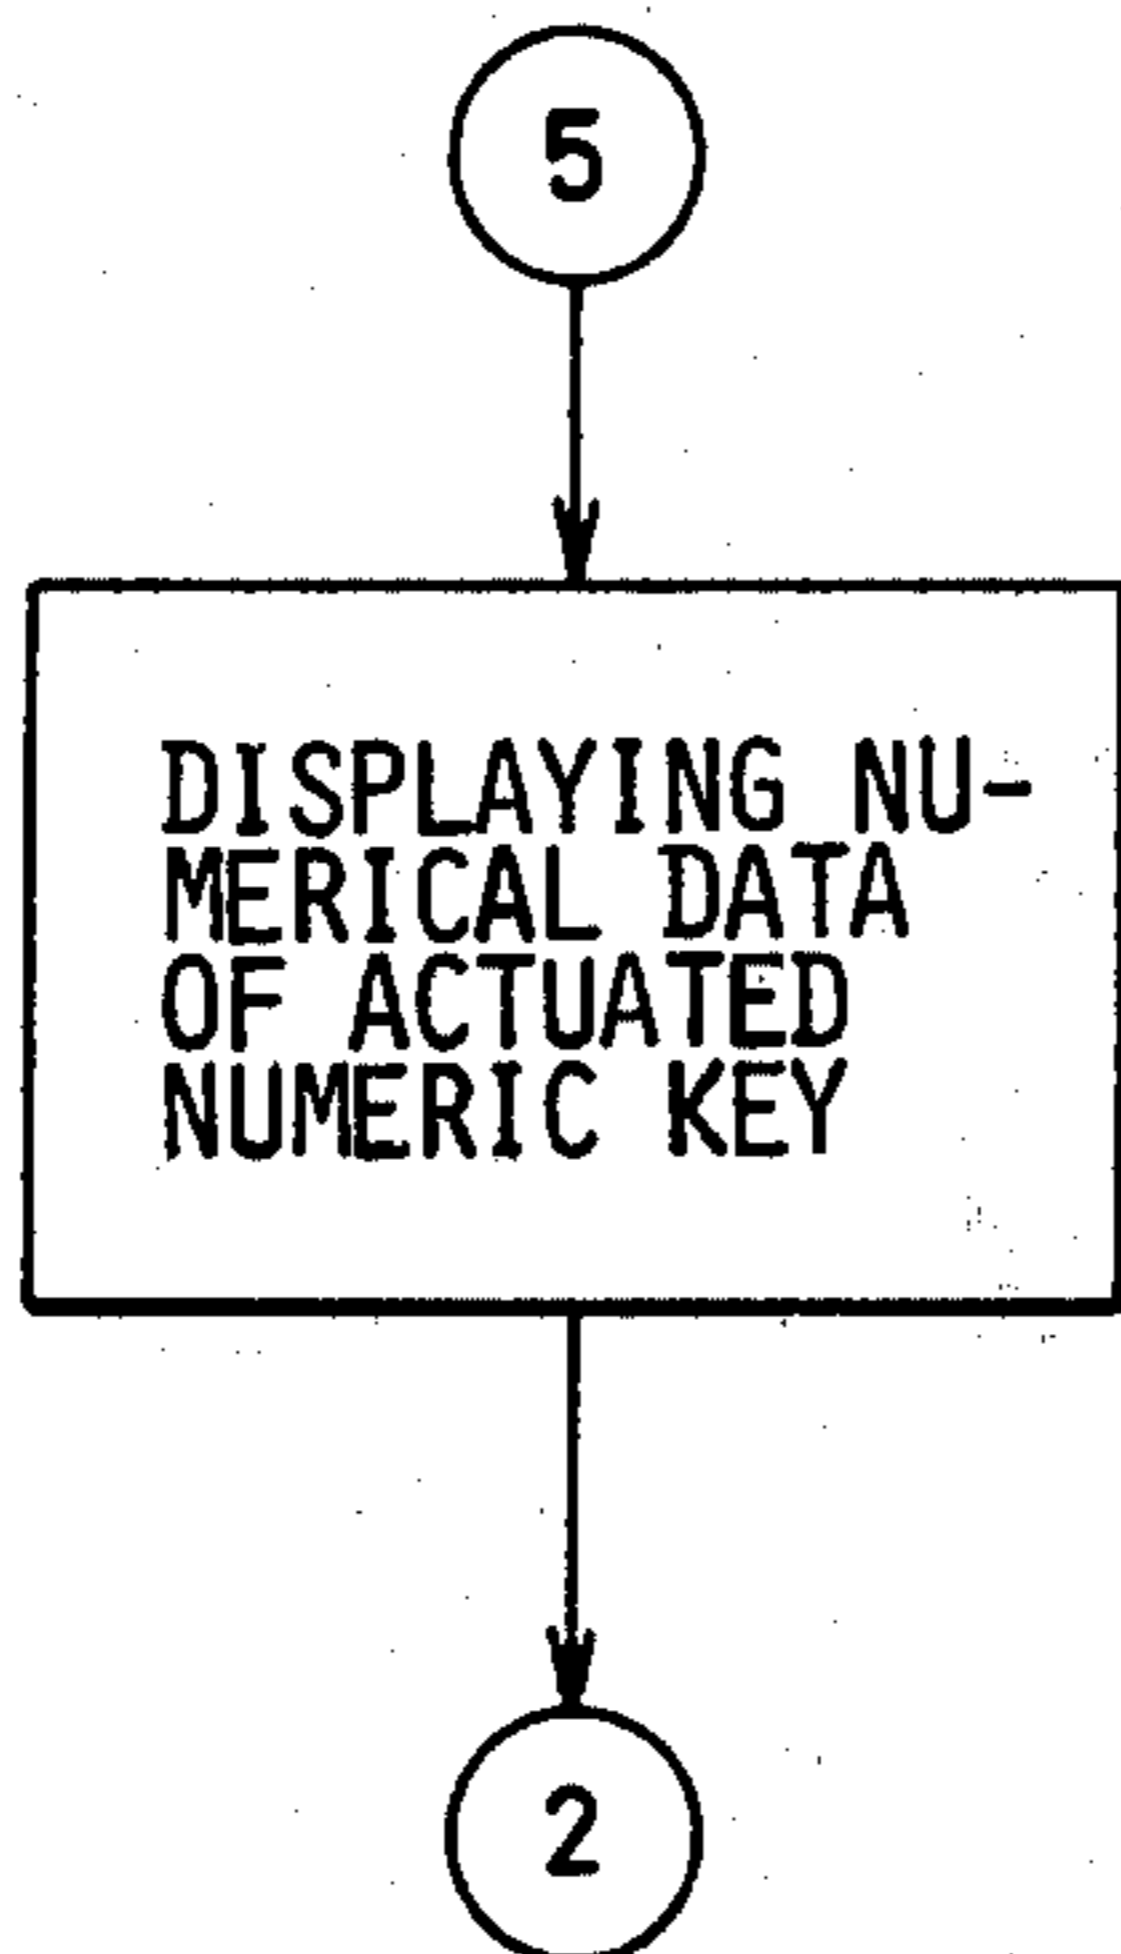 5
DISPLAYING NU-
MERICAL DATA
OF ACTUATED
NUMERIC KEY
2